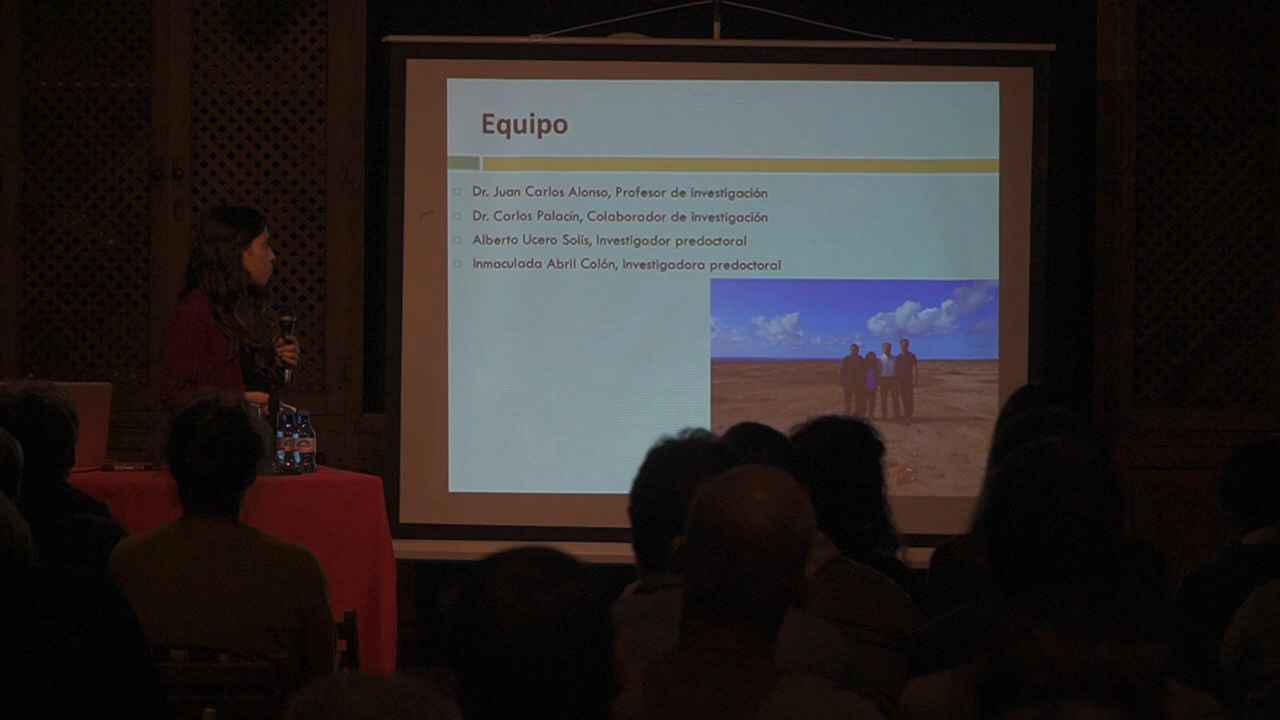 Equipo
Dr. Juan Carlos Alonso, Profesor de investigación
Dr. Carlos Palacín, Colaborador de investigación
Alberto Ucero Solís, Investigador predoctoral
Inmaculada Abril Colón, Investigadora predoctoral